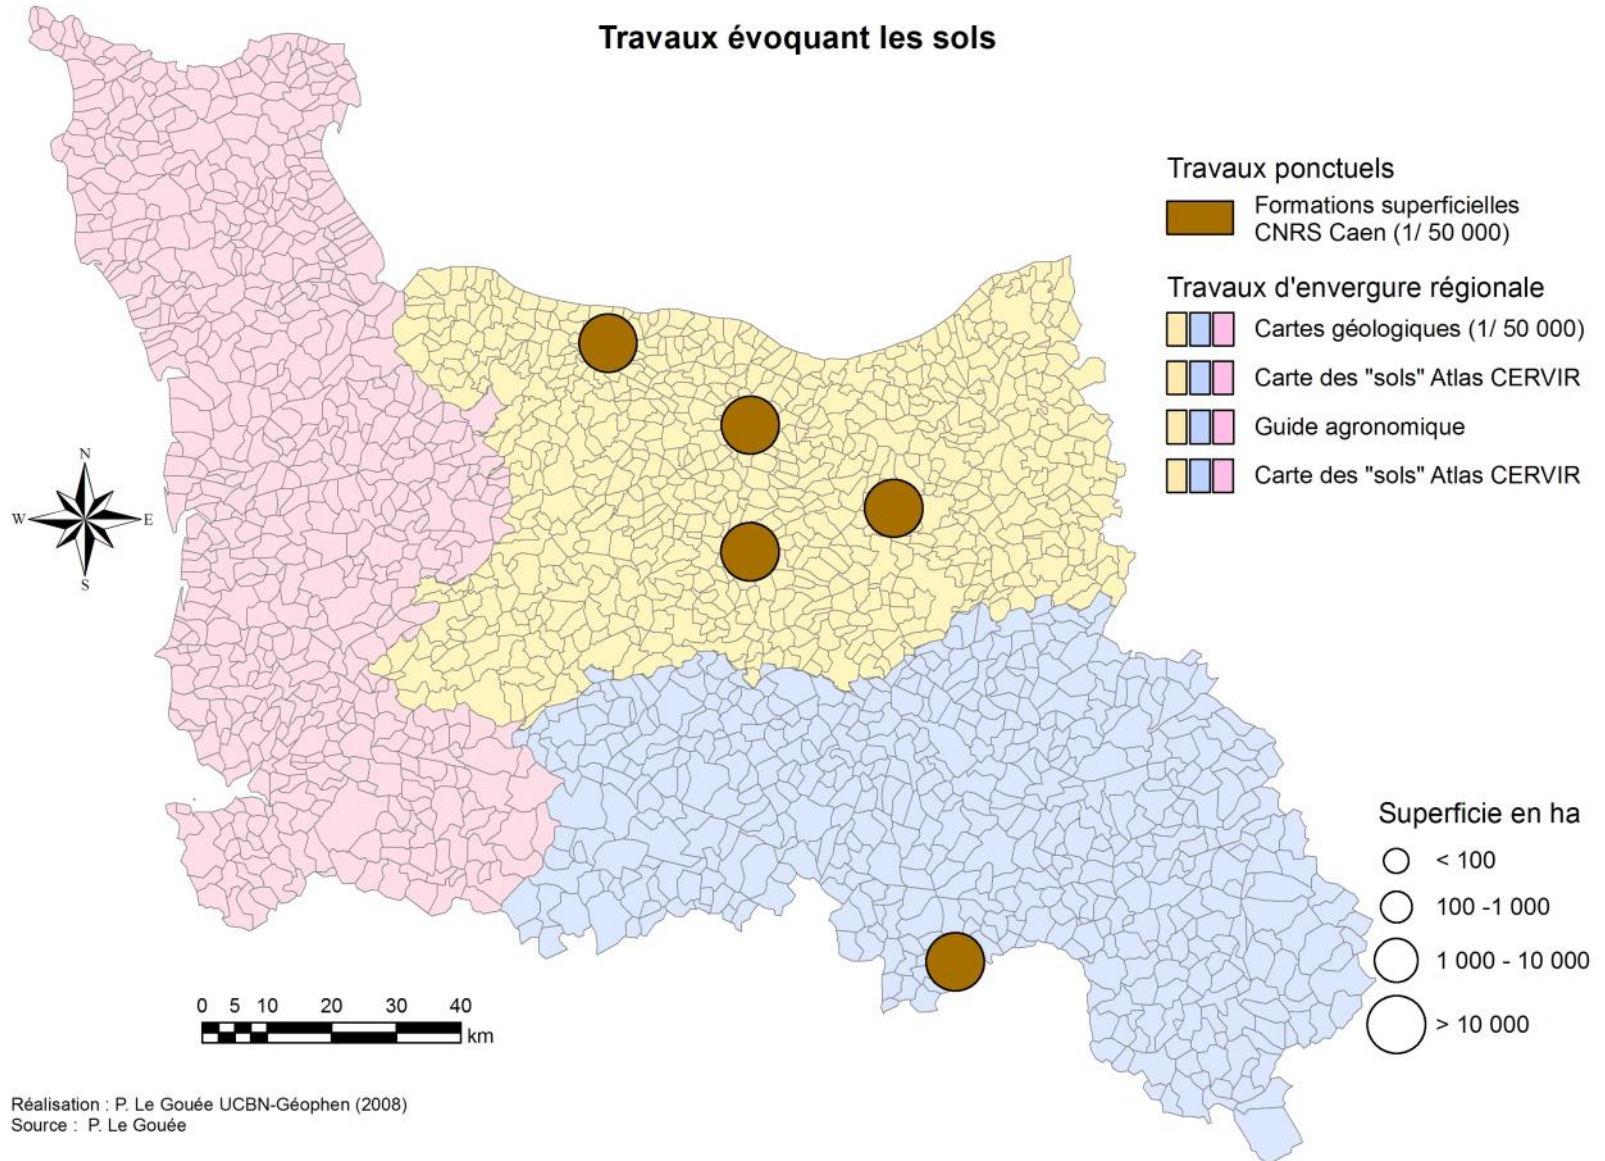 Travaux évoquant les sols
Travaux ponctuels
Formations superficielles
CNRS Caen (1/ 50 000)
Travaux d'envergure régionale
Cartes géologiques (1/ 50 000)
Carte des "sols" Atlas CERVIR
Guide agronomique
Carte des "sols" Atlas CERVIR
N
W E
S
Superficie en ha
< 100
100 -1 000
1 000 - 10 000
> 10 000
0 5 10 20 30 40
km
Réalisation : P. Le Gouée UCBN-Géophen (2008)
Source : P. Le Gouée